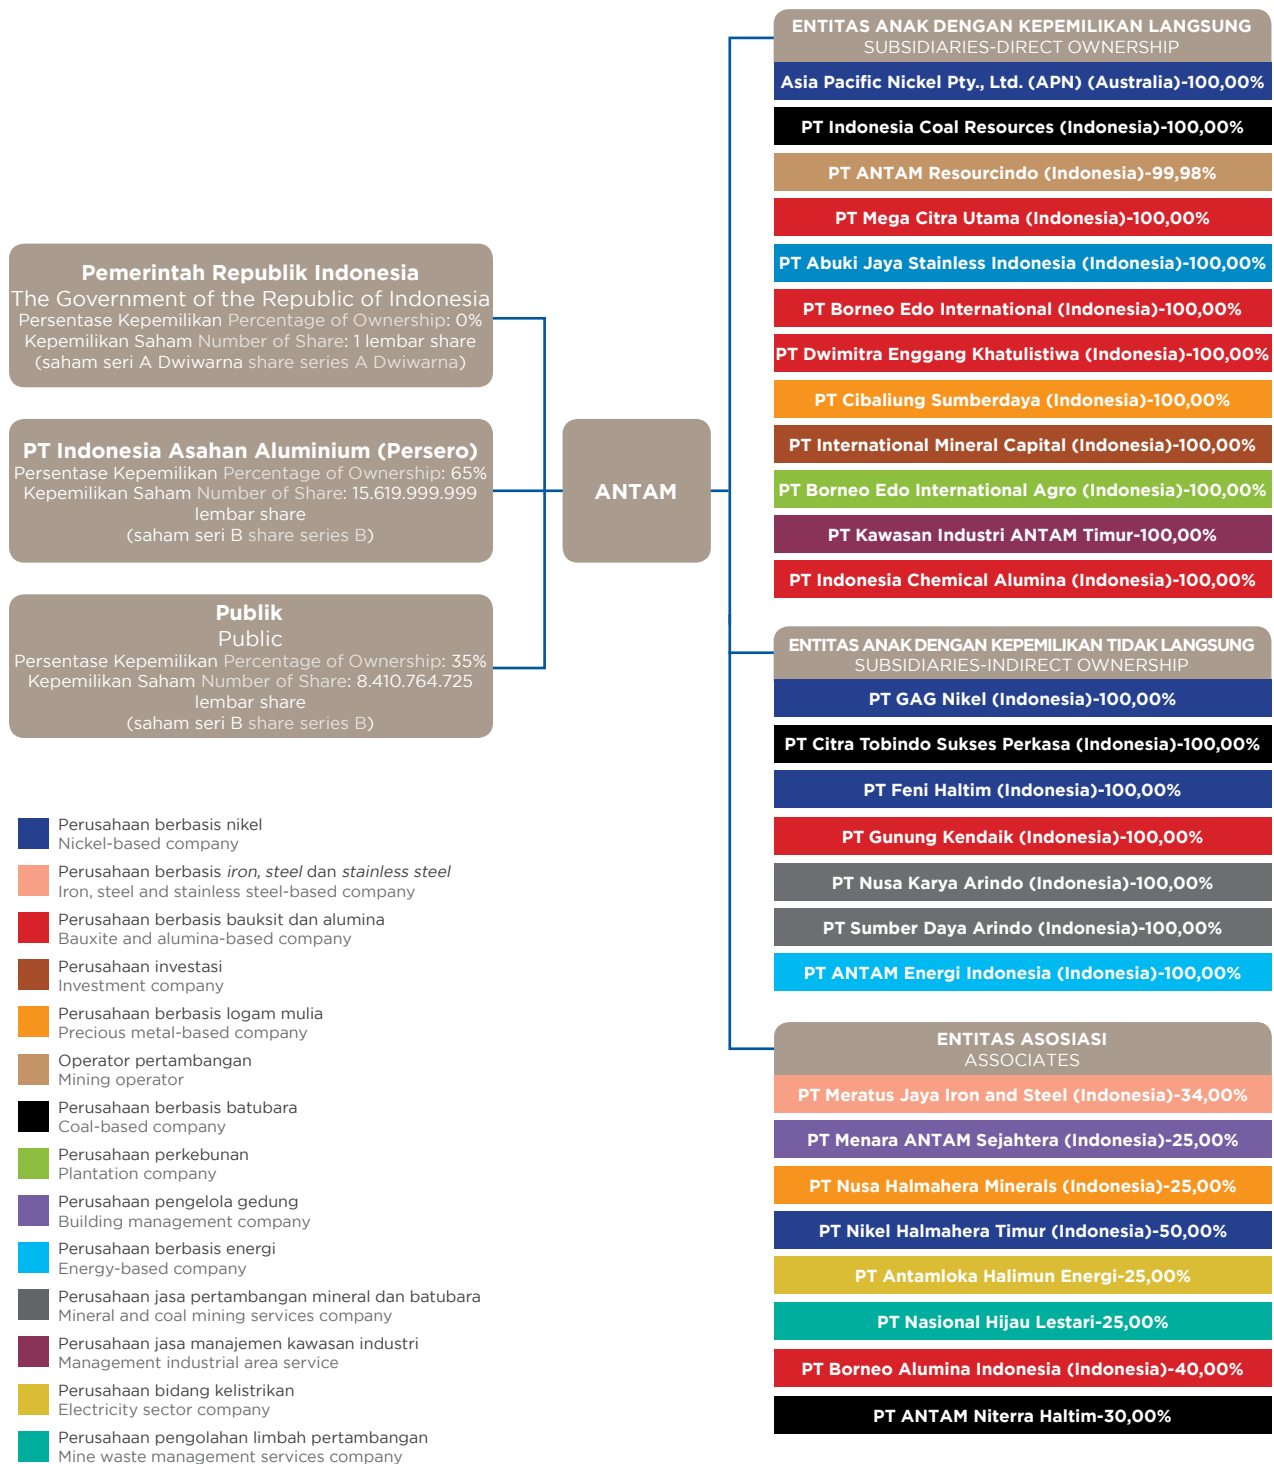 Pemerintah Republik Indonesia
The Government of the Republic of Indonesia
Persentase Kepemilikan Percentage of Ownership: 0%
Kepemilikan Saham Number of Share: 1 lembar share
(saham seri A Dwiwarna share series A Dwiwarna)
PT Indonesia Asahan Aluminium (Persero)
Persentase Kepemilikan Percentage of Ownership: 65%
Kepemilikan Saham Number of Share: 15.619.999.999
lembar share
(saham seri B share series B)
Publik
Public
Persentase Kepemilikan Percentage of Ownership: 35%
Kepemilikan Saham Number of Share: 8.410.764.725
lembar share
(saham seri B share series B)
ANTAM
ENTITAS ANAK DENGAN KEPEMILIKAN LANGSUNG
SUBSIDIARIES-DIRECT OWNERSHIP
Asia Pacific Nickel Pty., Ltd. (APN) (Australia)-100,00%
PT Indonesia Coal Resources (Indonesia)-100,00%
PT ANTAM Resourcindo (Indonesia)-99,98%
PT Mega Citra Utama (Indonesia)-100,00%
PT Abuki Jaya Stainless Indonesia (Indonesia)-100,00%
PT Borneo Edo International (Indonesia)-100,00%
PT Dwimitra Enggang Khatulistiwa (Indonesia)-100,00%
PT Cibaliung Sumberdaya (Indonesia)-100,00%
PT International Mineral Capital (Indonesia)-100,00%
PT Borneo Edo International Agro (Indonesia)-100,00%
PT Kawasan Industri ANTAM Timur-100,00%
PT Indonesia Chemical Alumina (Indonesia)-100,00%
ENTITAS ANAK DENGAN KEPEMILIKAN TIDAK LANGSUNG
SUBSIDIARIES-INDIRECT OWNERSHIP
PT GAG Nikel (Indonesia)-100,00%
PT Citra Tobindo Sukses Perkasa (Indonesia)-100,00%
PT Feni Haltim (Indonesia)-100,00%
PT Gunung Kendaik (Indonesia)-100,00%
PT Nusa Karya Arindo (Indonesia)-100,00%
PT Sumber Daya Arindo (Indonesia)-100,00%
PT ANTAM Energi Indonesia (Indonesia)-100,00%
ENTITAS ASOSIASI
ASSOCIATES
PT Meratus Jaya Iron and Steel (Indonesia)-34,00%
PT Menara ANTAM Sejahtera (Indonesia)-25,00%
PT Nusa Halmahera Minerals (Indonesia)-25,00%
PT Nikel Halmahera Timur (Indonesia)-50,00%
PT Antamloka Halimun Energi-25,00%
PT Nasional Hijau Lestari-25,00%
PT Borneo Alumina Indonesia (Indonesia)-40,00%
PT ANTAM Niterra Haltim-30,00%
Perusahaan berbasis nikel
Nickel-based company
Perusahaan berbasis iron, steel dan stainless steel
Iron, steel and stainless steel-based company
Perusahaan berbasis bauksit dan alumina
Bauxite and alumina-based company
Perusahaan investasi
Investment company
Perusahaan berbasis logam mulia
Precious metal-based company
Operator pertambangan
Mining operator
Perusahaan berbasis batubara
Coal-based company
Perusahaan perkebunan
Plantation company
Perusahaan pengelola gedung
Building management company
Perusahaan berbasis energi
Energy-based company
Perusahaan jasa pertambangan mineral dan batubara
Mineral and coal mining services company
Perusahaan jasa manajemen kawasan industri
Management industrial area service
Perusahaan bidang kelistrikan
Electricity sector company
Perusahaan pengolahan limbah pertambangan
Mine waste management services company